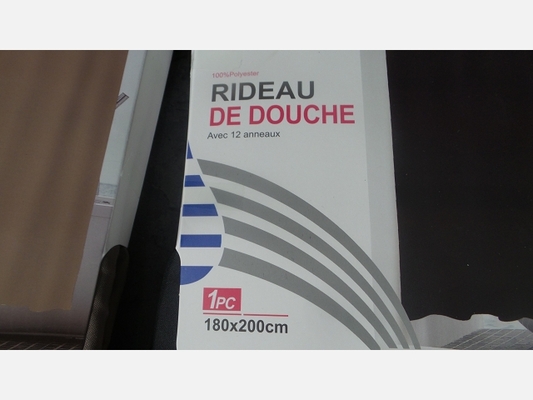 100%Polyester
RIDEAU
DE DOUCHE
Avec 12 anneaux
1PC
180x200cm